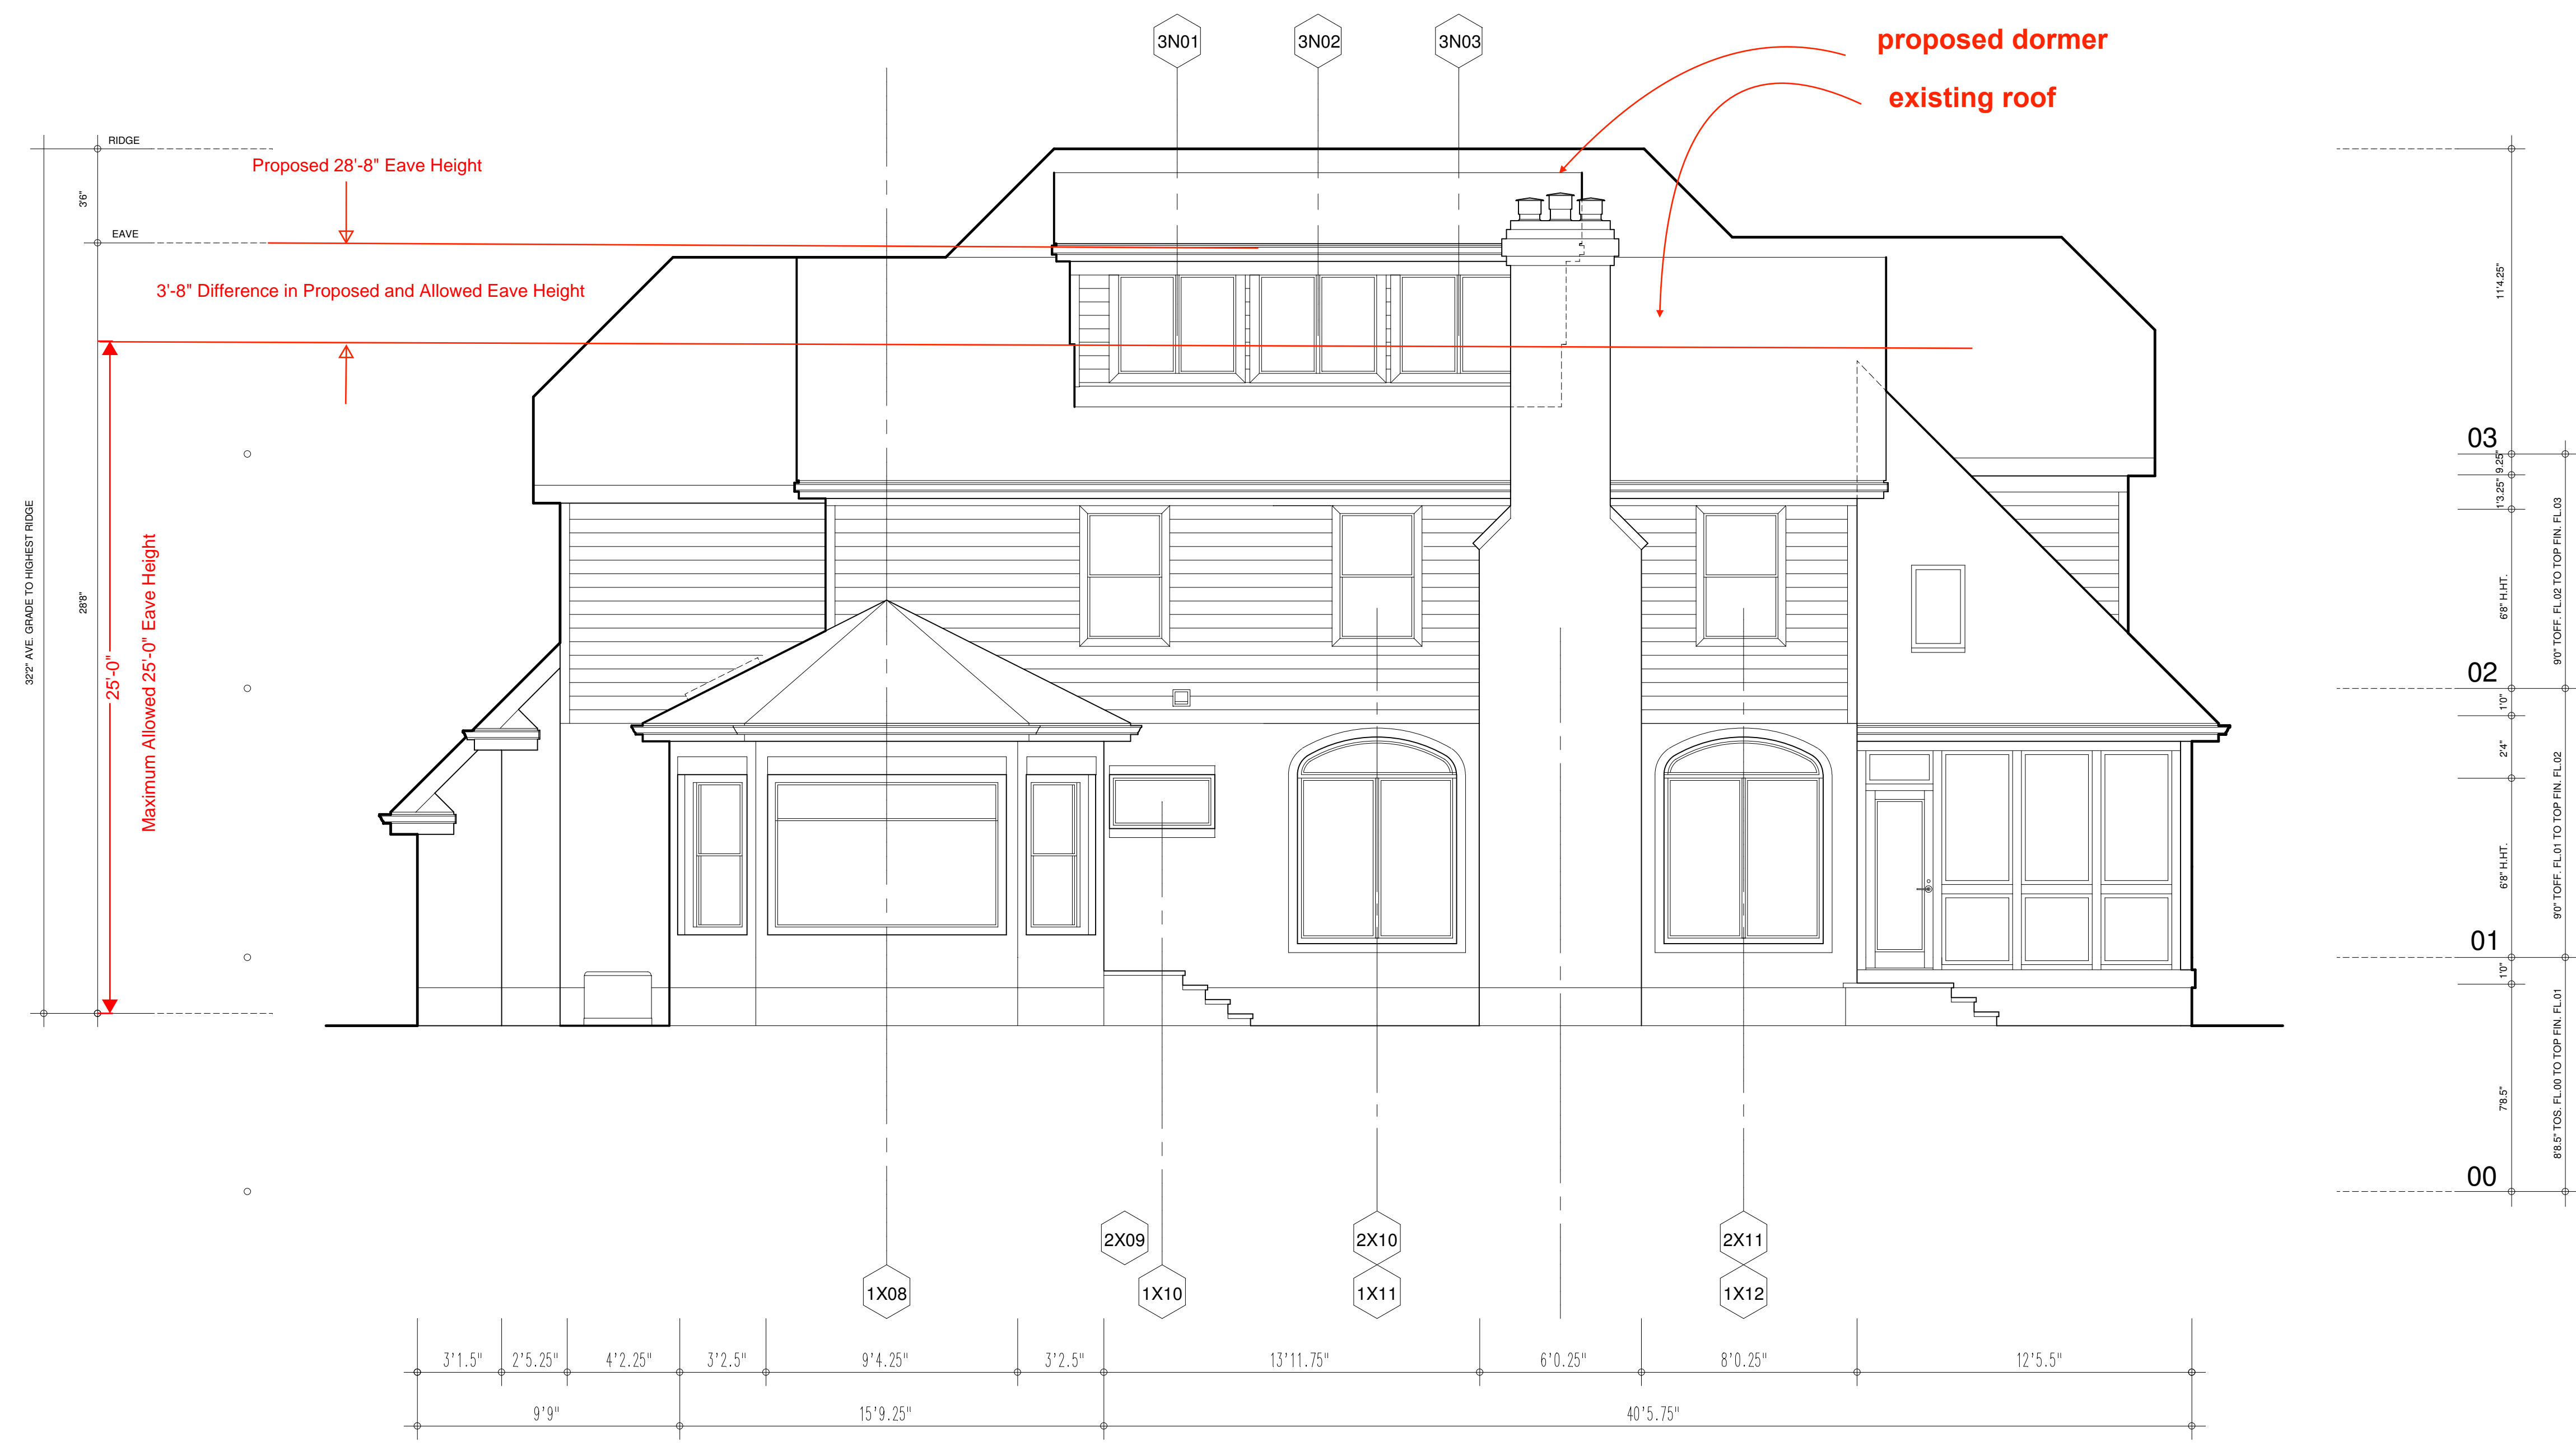 3N01
3N02
3N03
proposed dormer
existing roof
RIDGE
Proposed 28'-8" Eave Height
3'6"
EAVE
3'-8" Difference in Proposed and Allowed Eave Height
32'2" AVE. GRADE TO HIGHEST RIDGE
28'8"
25'-0"
Maximum Allowed 25'-0" Eave Height
11'4.25"
03
9.25"
1'3.25"
6'8" H.HT.
9'0" TOFF. FL.02 TO TOP FIN. FL.03
02
1'0"
2'4"
6'8" H.HT.
9'0" TOFF. FL.01 TO TOP FIN. FL.02
01
1'0"
7'8.5"
8'8.5" TOS. FL.00 TO TOP FIN. FL.01
00
2X09
2X10
2X11
1X08
1X10
1X11
1X12
3'1.5"
2'5.25"
4'2.25"
3'2.5"
9'4.25"
3'2.5"
13'11.75"
6'0.25"
8'0.25"
12'5.5"
9'9"
15'9.25"
40'5.75"